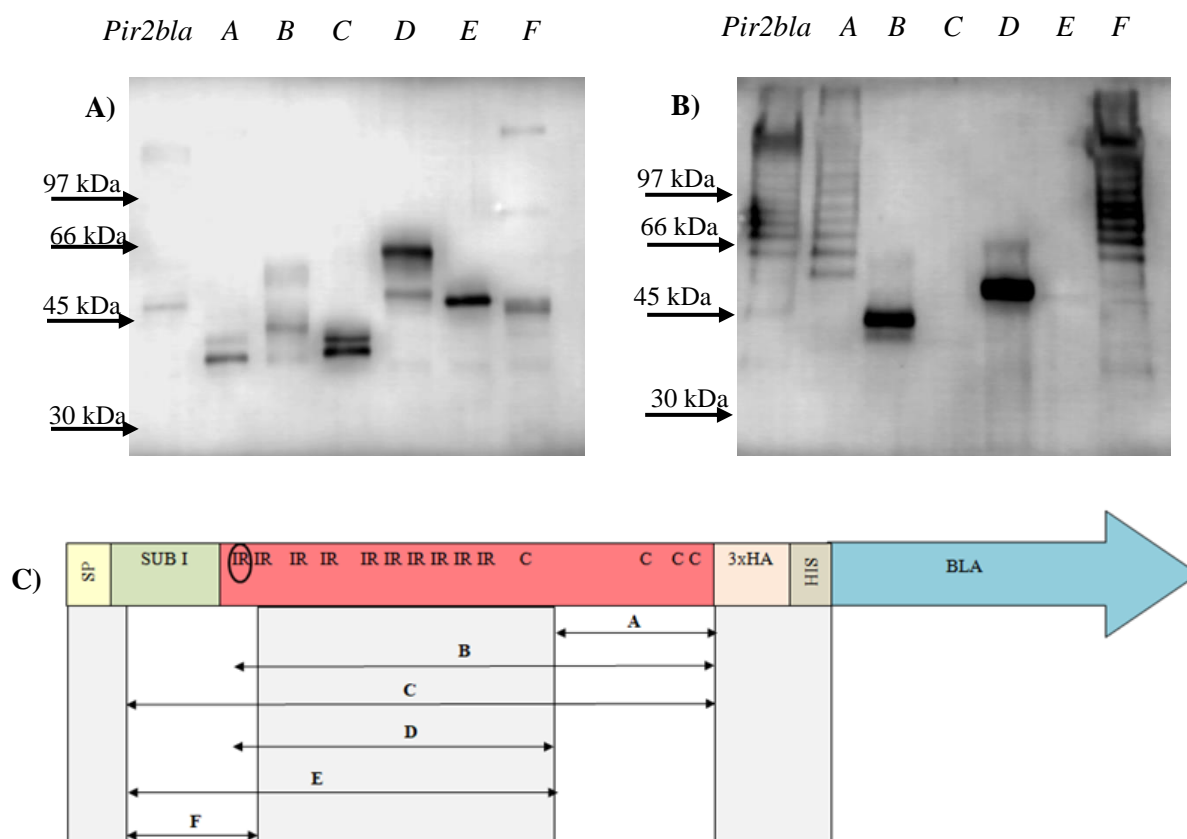 Pir2bla A B C D E F
Pir2bla A B C D E F
A)
97 kDa
66 kDa
45 kDa
30 kDa
B)
97 kDa
66 kDa
45 kDa
30 kDa
C)
SP SUB I IR IR IR IR IR IR IR IR IR IR C C C C 3xHA HIS BLA
A
B
C
D
E
F